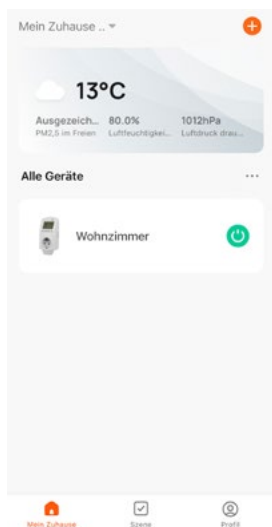 Mein Zuhause ..
13°C
Ausgezeich... 80.0% 1012hPa
PM2,5 im Freien Luftfeuchtigkei... Luftdruck drau...
Alle Geräte ...
Wohnzimmer
Mein Zuhause Szene Profil